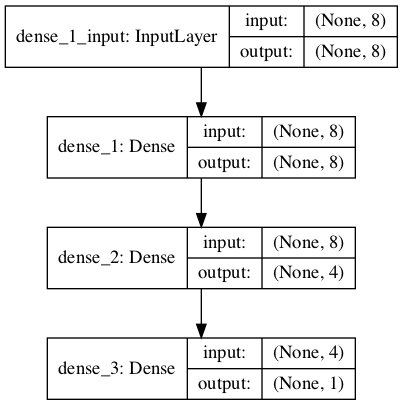 dense_1_input: InputLayer
input: (None, 8)
output: (None, 8)
dense_1: Dense
input: (None, 8)
output: (None, 8)
dense_2: Dense
input: (None, 8)
output: (None, 4)
dense_3: Dense
input: (None, 4)
output: (None, 1)